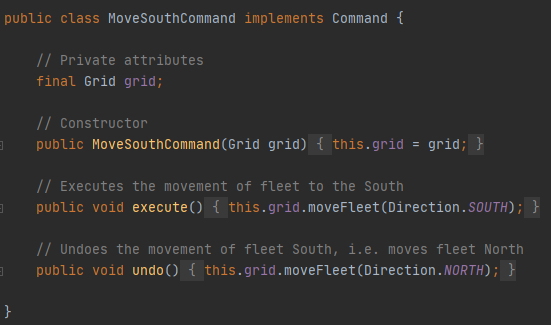 public class MoveSouthCommand implements Command {
// Private attributes
final Grid grid;
// Constructor
public MoveSouthCommand(Grid grid) { this.grid = grid; }
// Executes the movement of fleet to the South
public void execute() { this.grid.moveFleet(Direction.SOUTH); }
// Undoes the movement of fleet South, i.e. moves fleet North
public void undo() { this.grid.moveFleet(Direction.NORTH); }
}